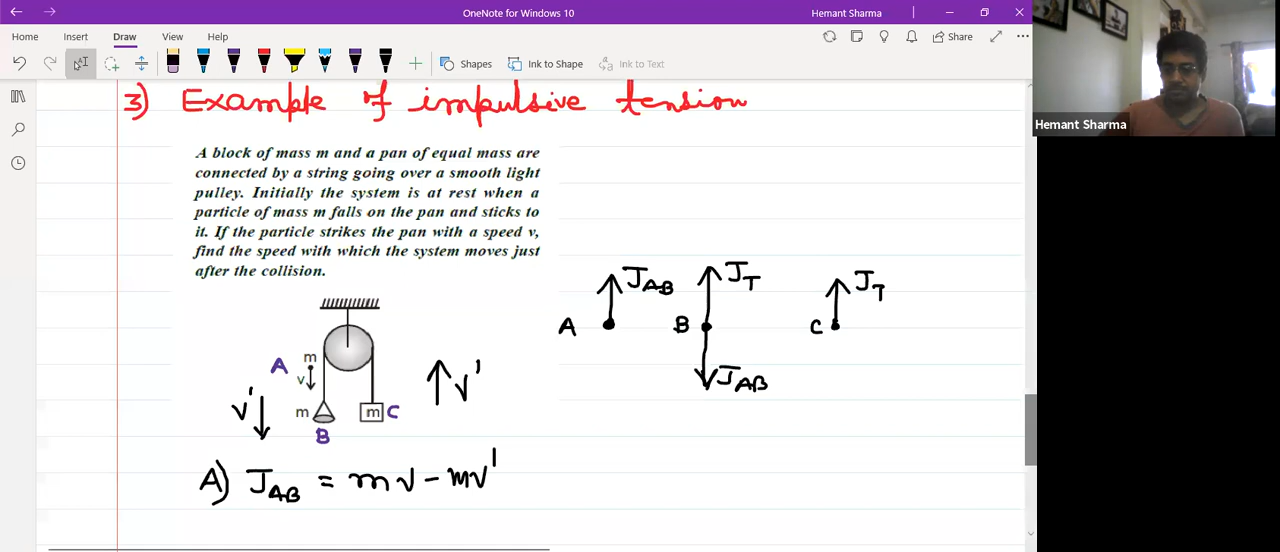 OneNote for Windows 10
Hemant Sharma
Home Insert Draw View Help
Share
Shapes Ink to Shape Ink to Text
3) Example of impulsive tension
A block of mass m and a pan of equal mass are
connected by a string going over a smooth light
pulley. Initially the system is at rest when a
particle of mass m falls on the pan and sticks to
it. If the particle strikes the pan with a speed v,
find the speed with which the system moves just
after the collision.
A m
v
v'
m m C
B
v'
A J_AB
B J_T
J_AB
C J_T
A) J_AB = mv - mv'
Hemant Sharma